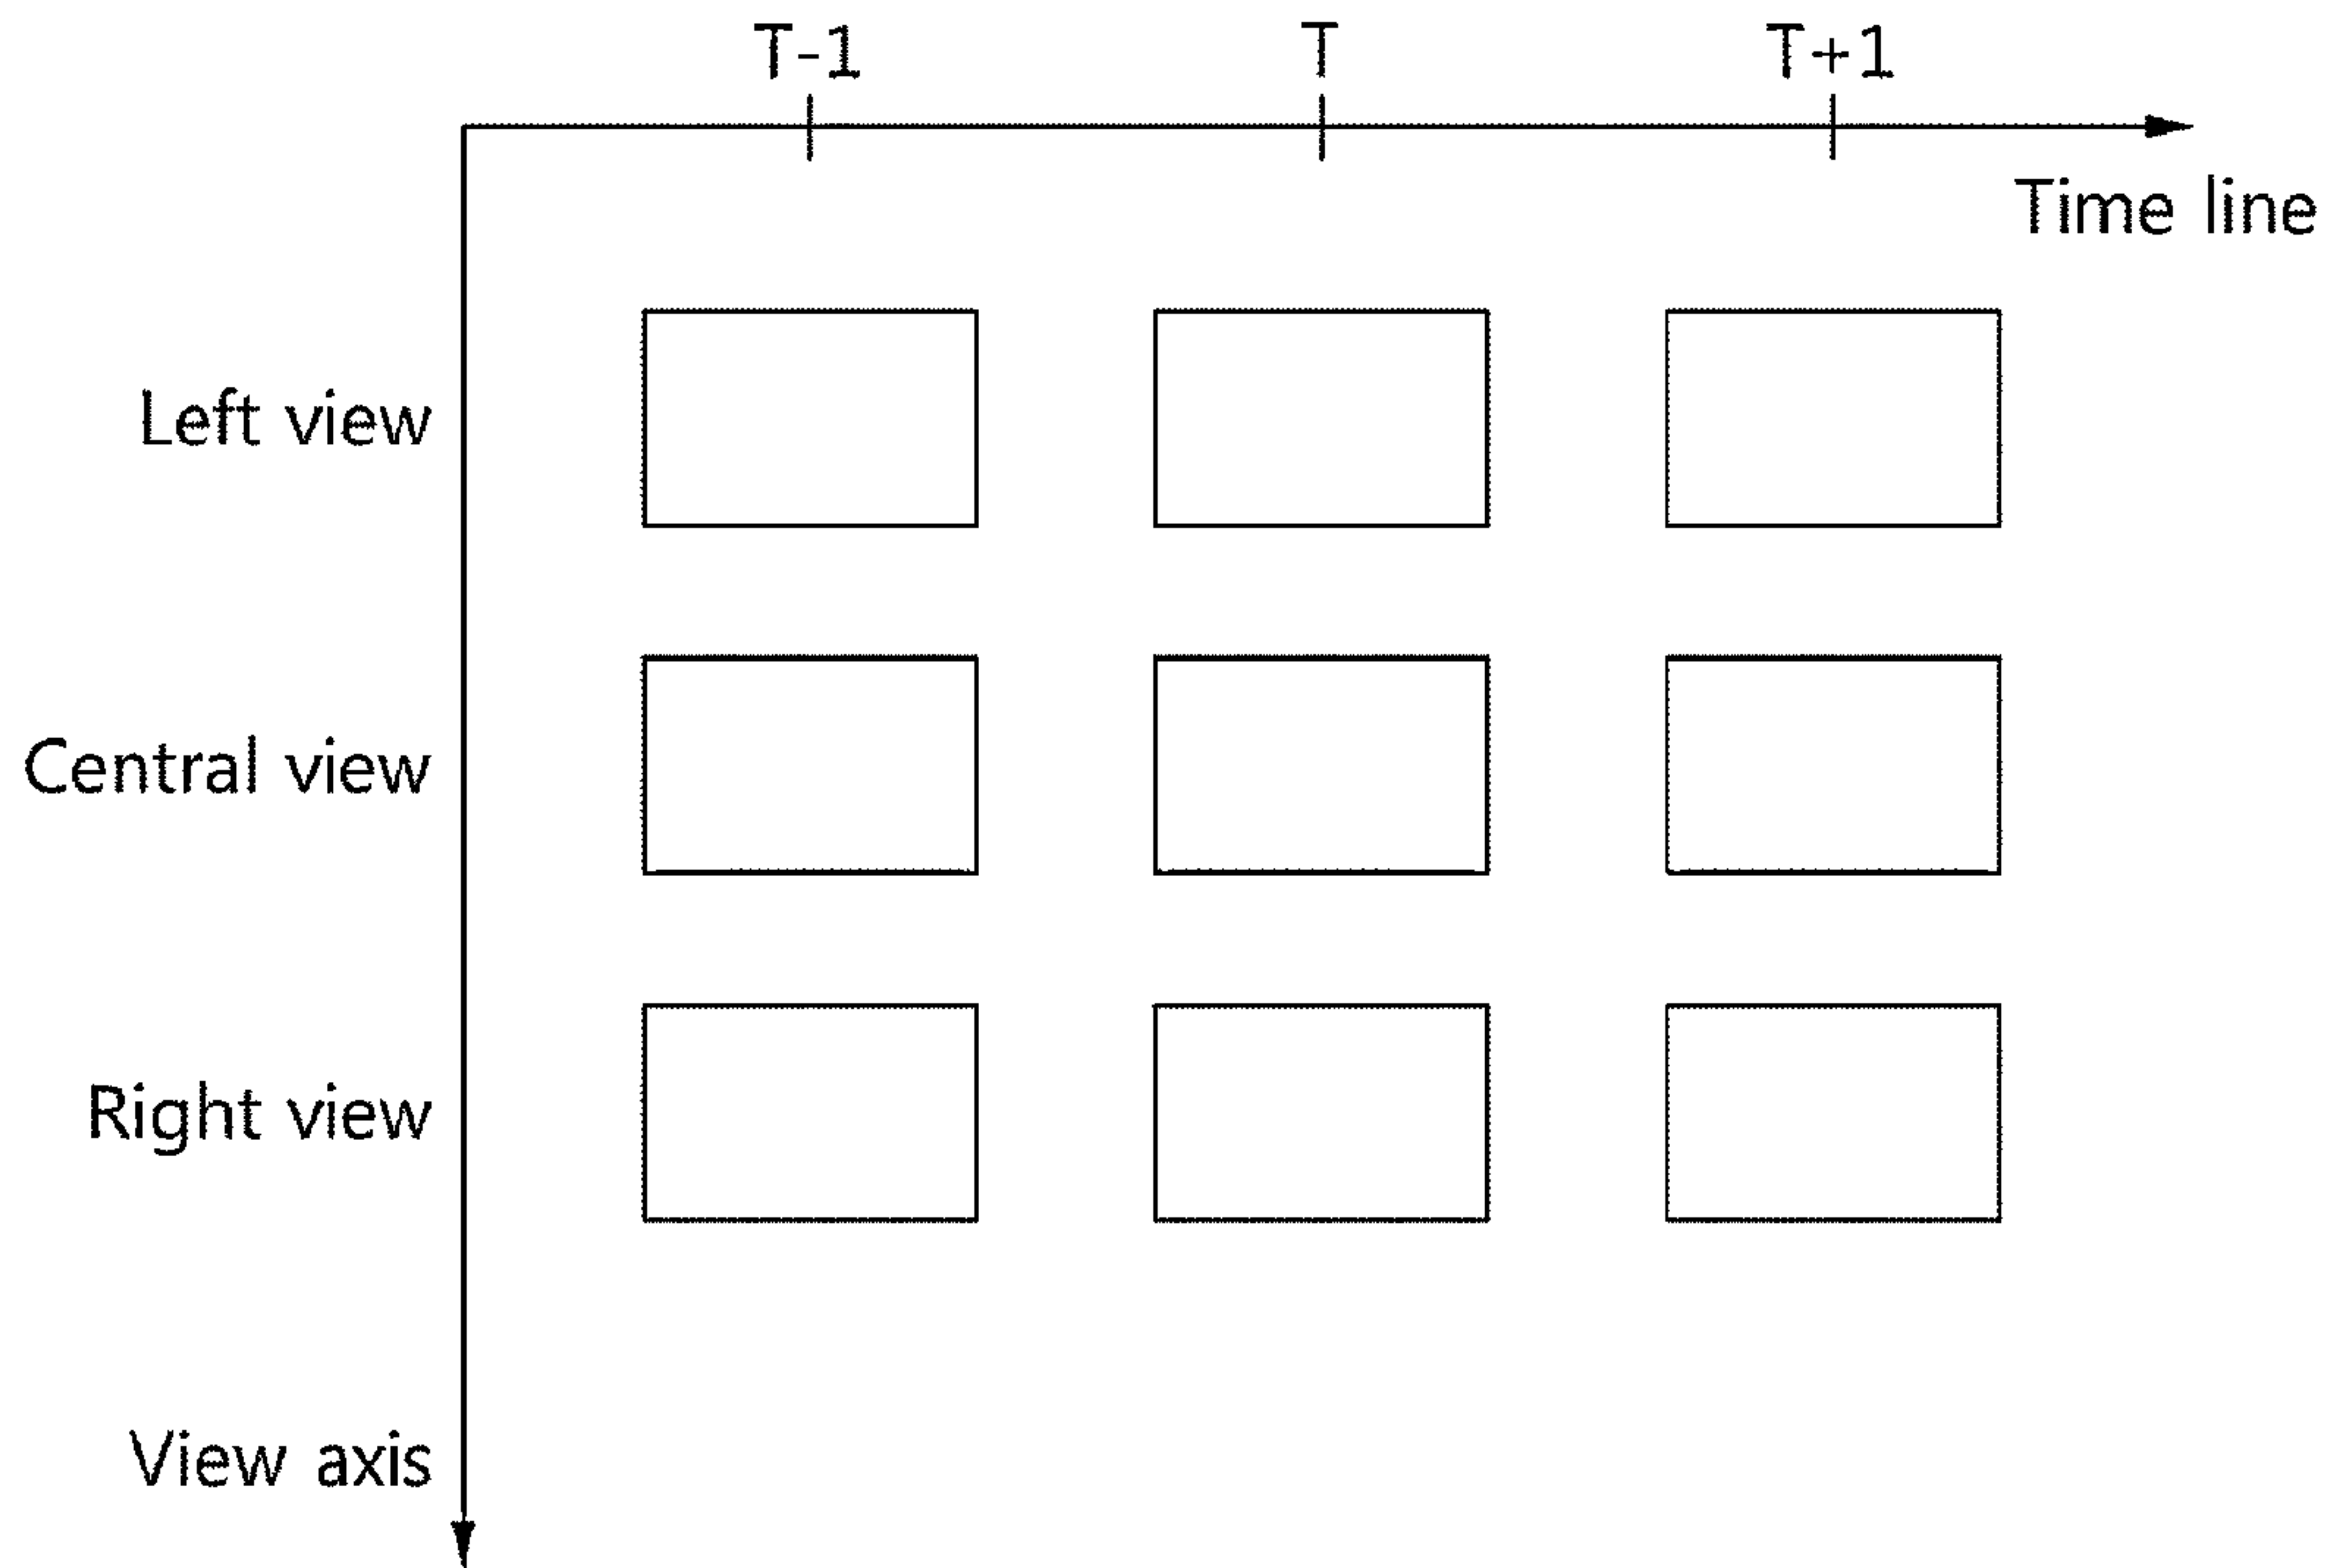 T-1 T T+1
Time line
Left view
Central view
Right view
View axis